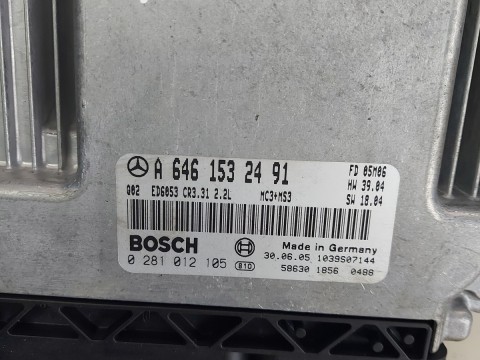 A 646 153 24 91 FD 05M06
Q02 ED6053 CR3.31 2.2L MC3+MS3 HW 39.04
SW 18.04
BOSCH Made in Germany
0 281 012 105 810 30.06.05 1039S07144
58630 1856 0488